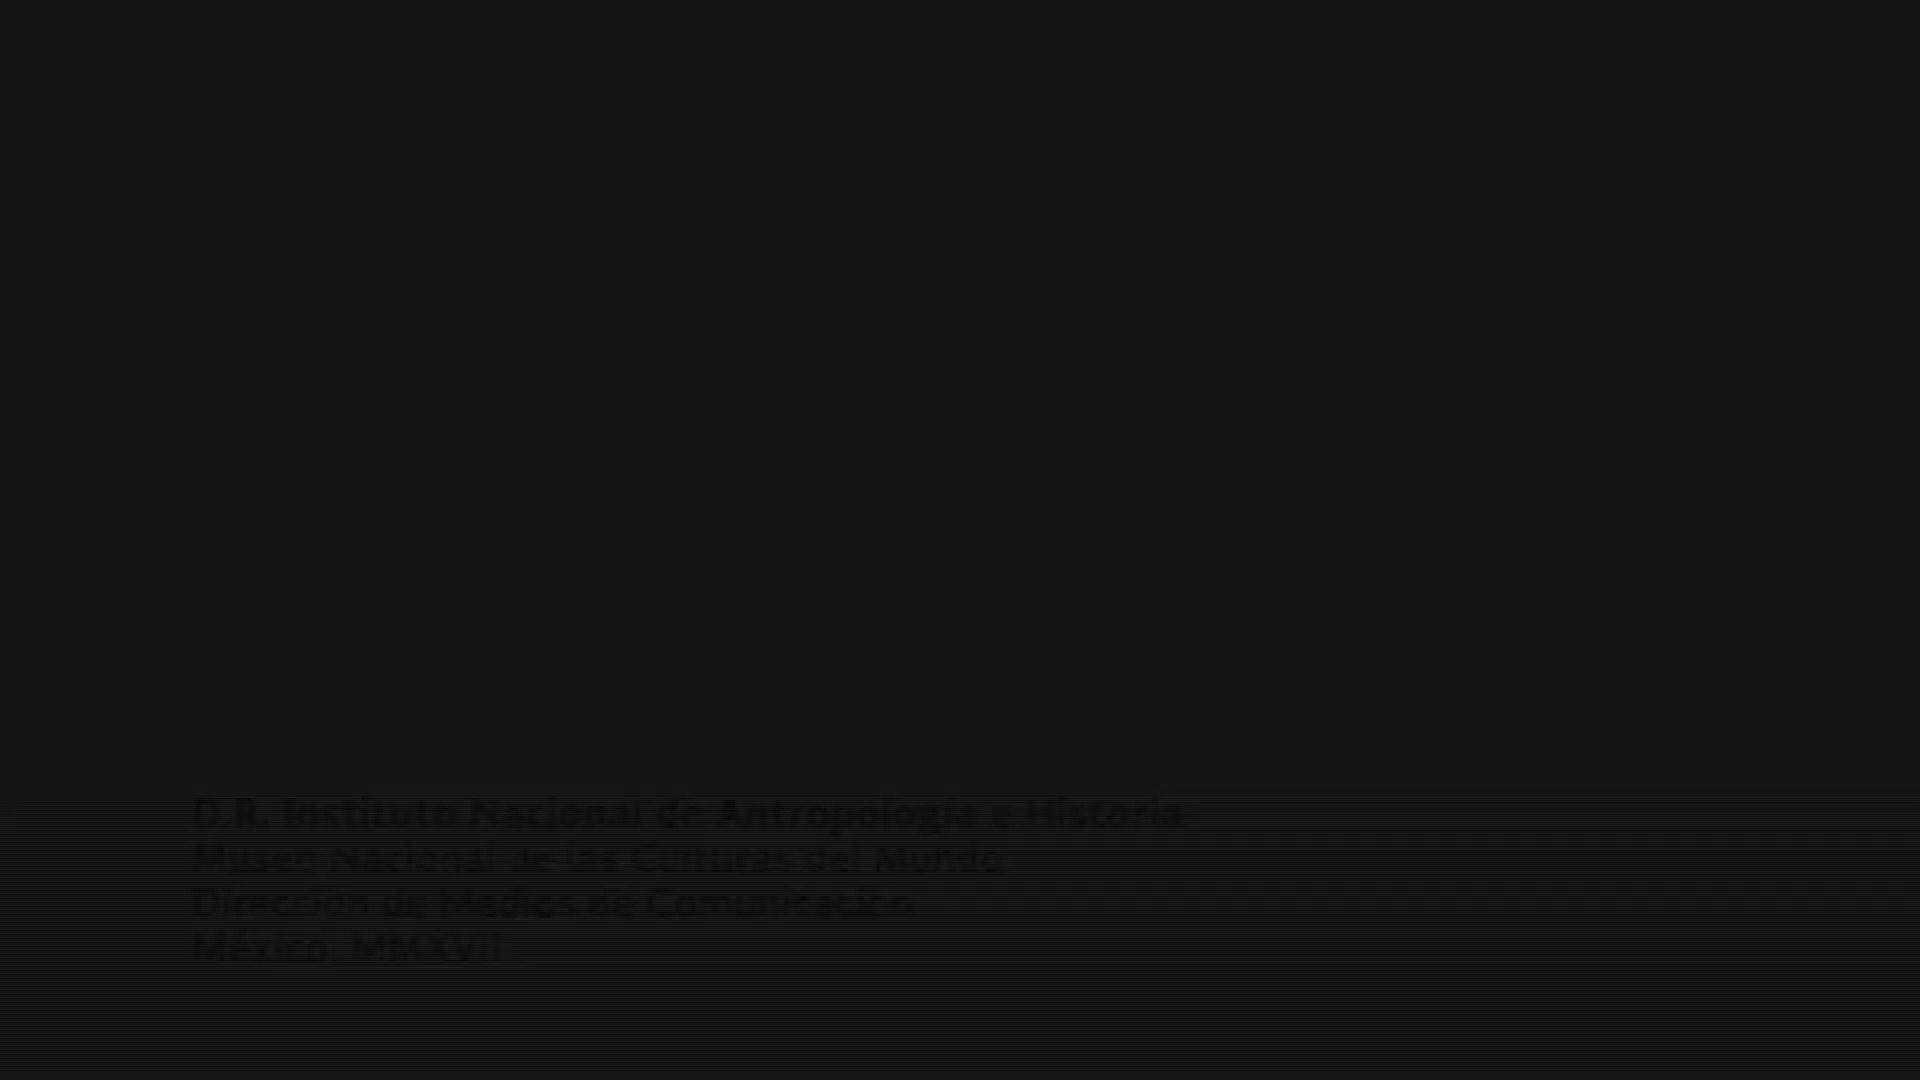 D.R. Instituto Nacional de Antropología e Historia
Museo Nacional de las Culturas del Mundo
Dirección de Medios de Comunicación
México, MMXVII